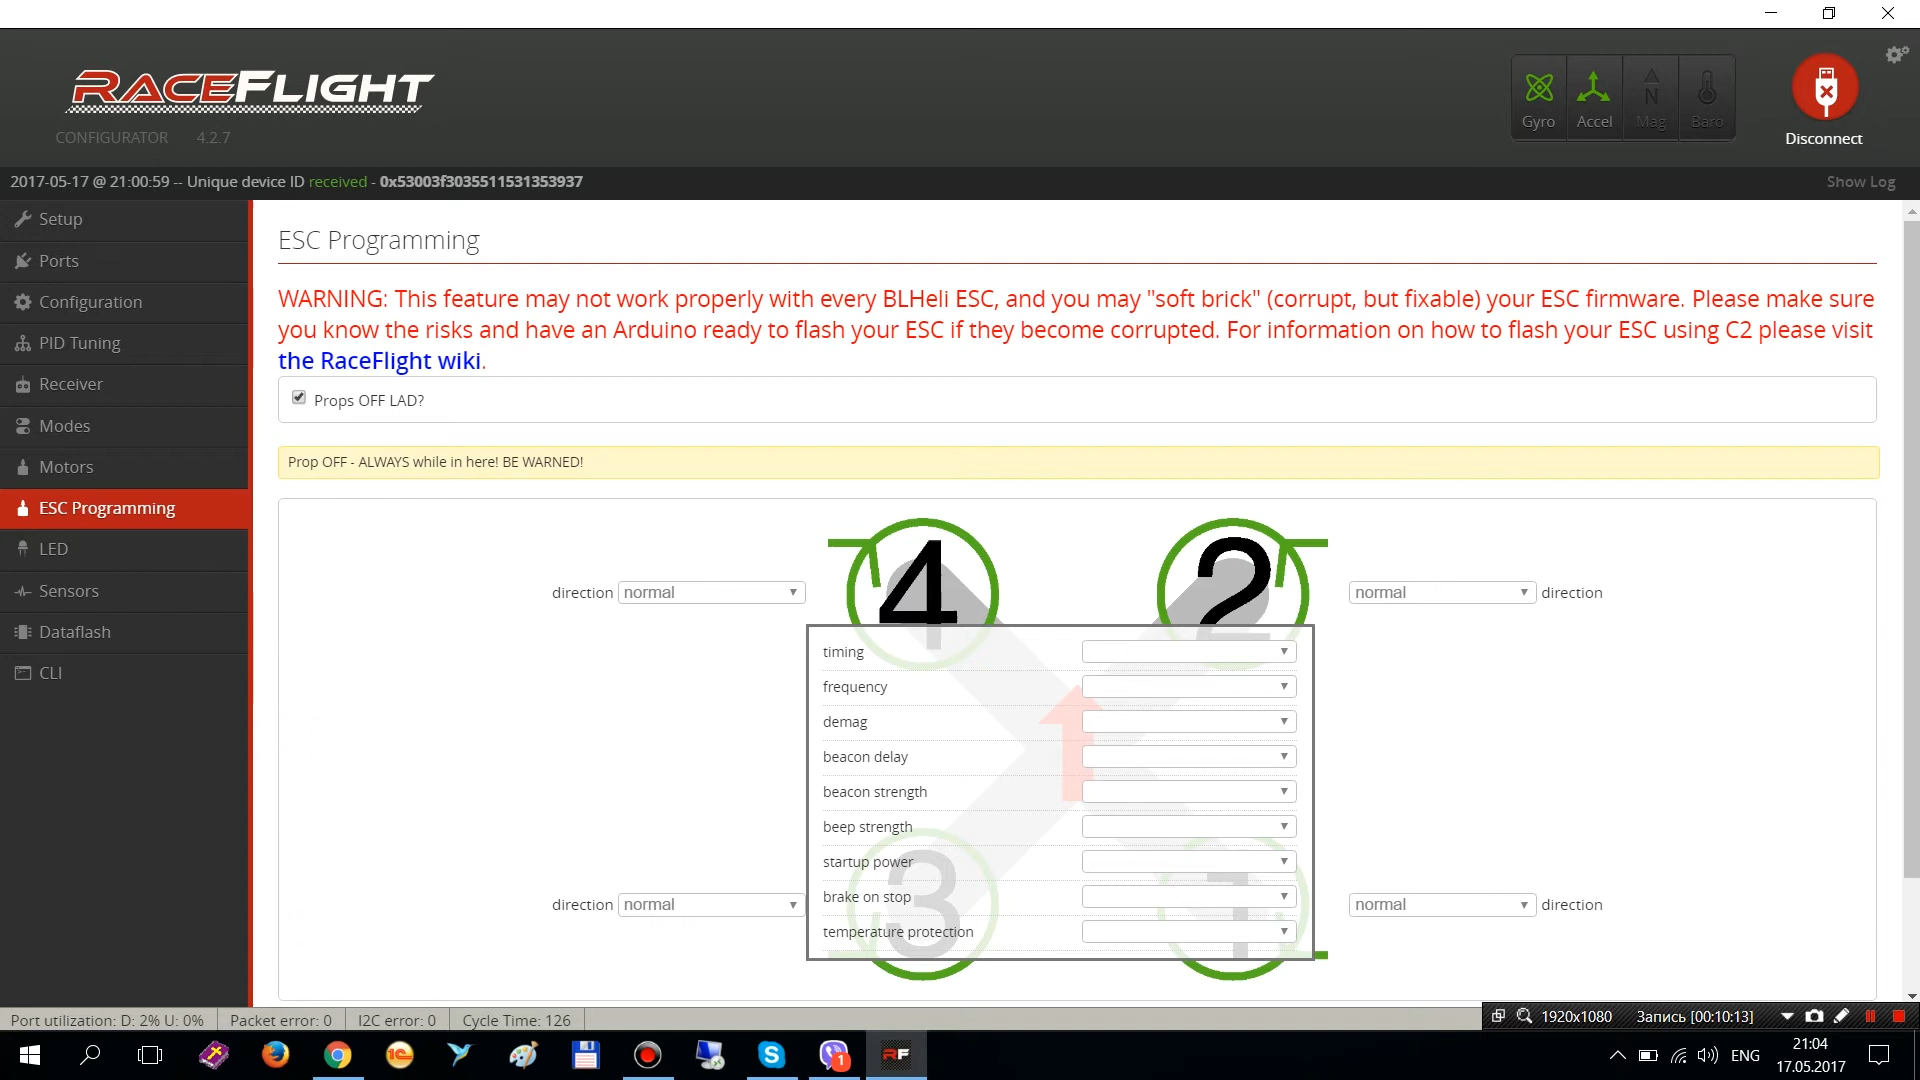 RACEFLIGHT
CONFIGURATOR 4.2.7
Gyro
Accel
N
Mag
Baro
Disconnect
2017-05-17 @ 21:00:59 -- Unique device ID received - 0x53003f3035511531353937
Show Log
Setup
Ports
Configuration
PID Tuning
Receiver
Modes
Motors
ESC Programming
LED
Sensors
Dataflash
CLI
ESC Programming
WARNING: This feature may not work properly with every BLHeli ESC, and you may "soft brick" (corrupt, but fixable) your ESC firmware. Please make sure
you know the risks and have an Arduino ready to flash your ESC if they become corrupted. For information on how to flash your ESC using C2 please visit
the RaceFlight wiki.
Props OFF LAD?
Prop OFF - ALWAYS while in here! BE WARNED!
4
2
direction normal
normal direction
timing
frequency
demag
beacon delay
beacon strength
beep strength
startup power
brake on stop
temperature protection
3
1
direction normal
normal direction
Port utilization: D: 2% U: 0%
Packet error: 0
I2C error: 0
Cycle Time: 126
1920x1080
Запись [00:10:13]
1С
1
RF
ENG
21:04
17.05.2017